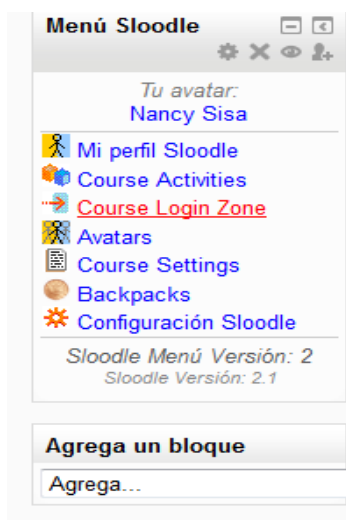 Menú Sloodle
Tu avatar:
Nancy Sisa
Mi perfil Sloodle
Course Activities
Course Login Zone
Avatars
Course Settings
Backpacks
Configuración Sloodle
Sloodle Menú Versión: 2
Sloodle Versión: 2.1
Agrega un bloque
Agrega...